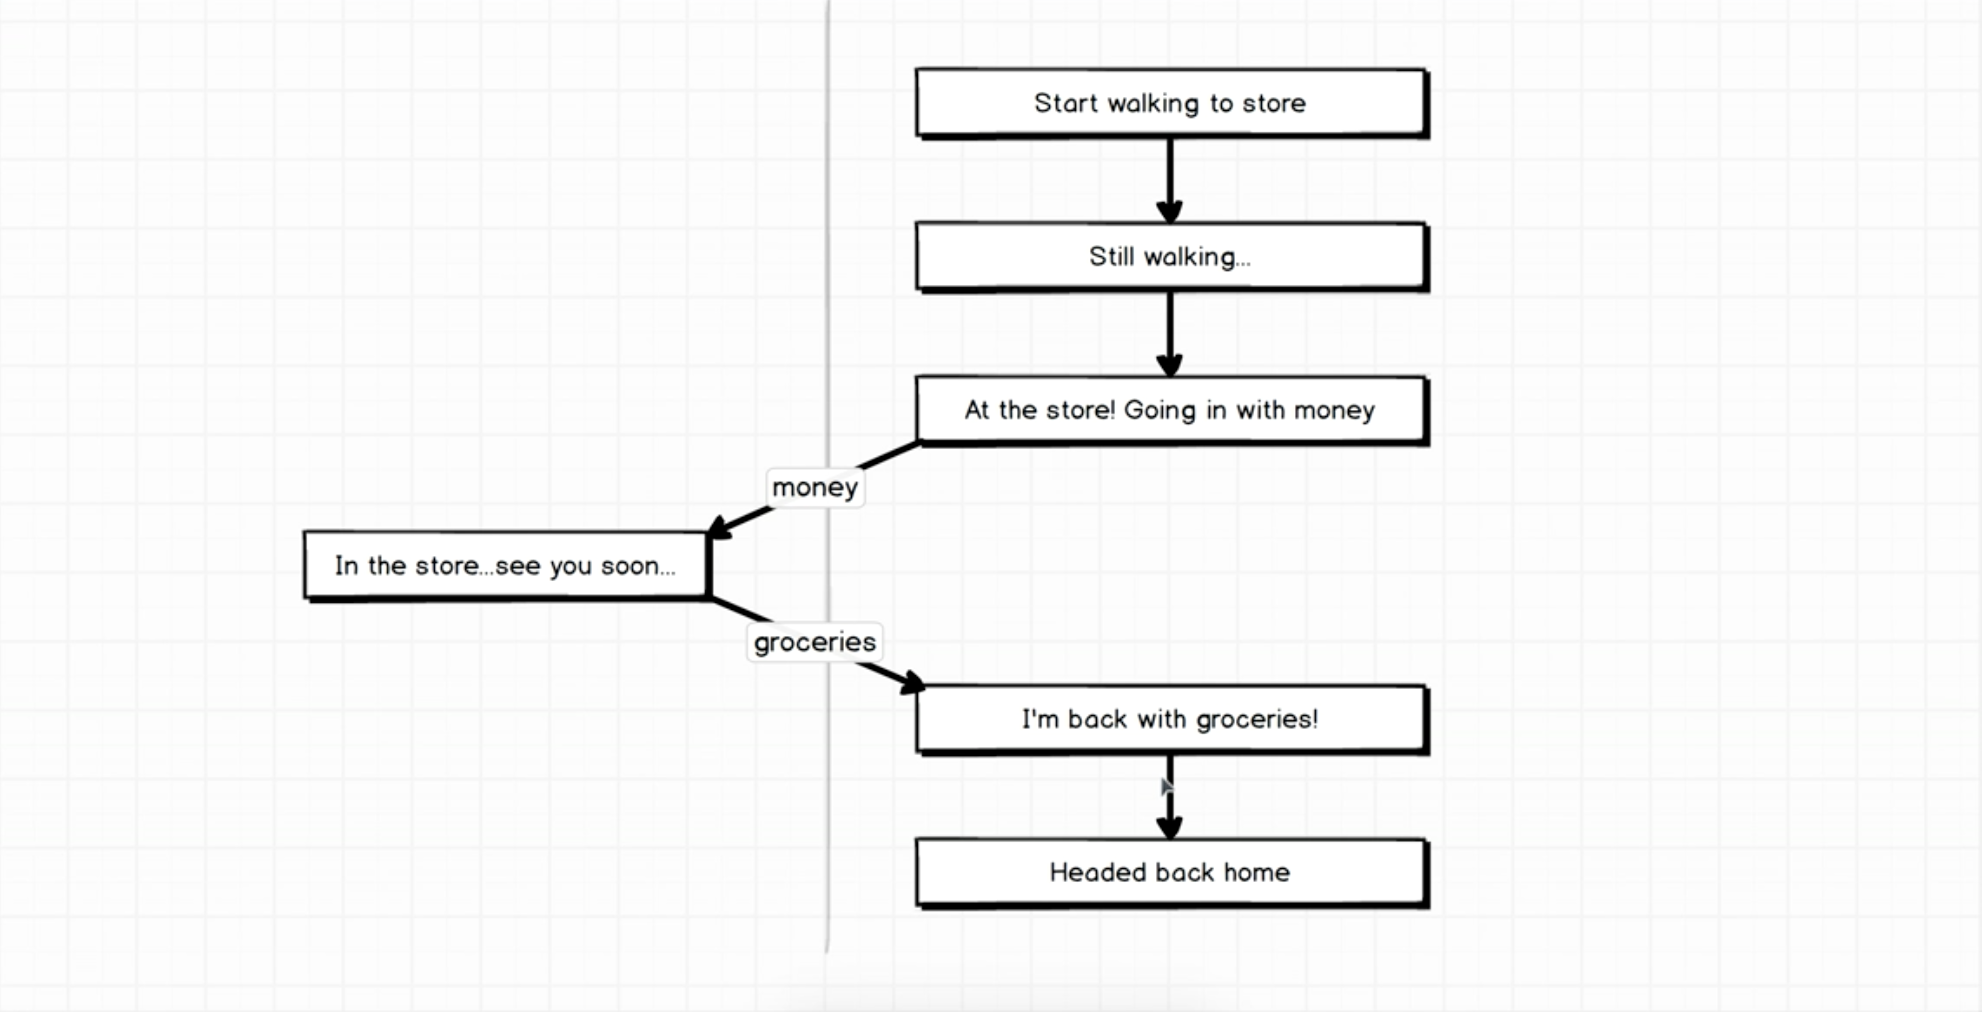 Start walking to store
Still walking...
At the store! Going in with money
money
In the store...see you soon...
groceries
I'm back with groceries!
Headed back home